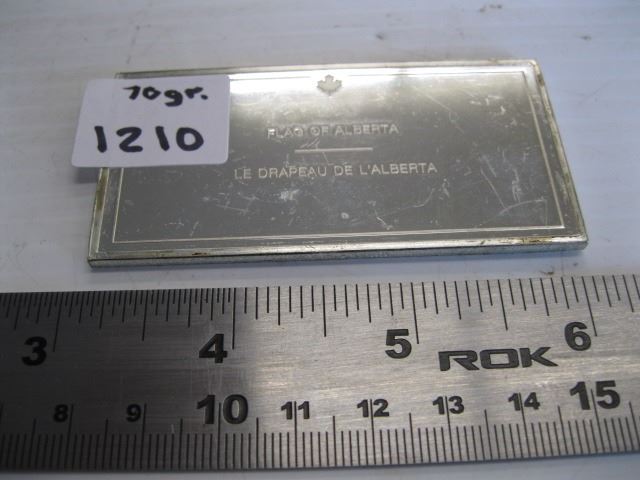 70gr.
1210
FLAG OF ALBERTA
LE DRAPEAU DE L'ALBERTA
3 4 5 6
ROK
8 9 10 11 12 13 14 15